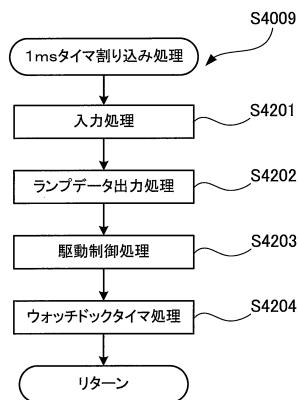 S4009
1msタイマ割り込み処理
入力処理
S4201
ランプデータ出力処理
S4202
駆動制御処理
S4203
ウォッチドックタイマ処理
S4204
リターン